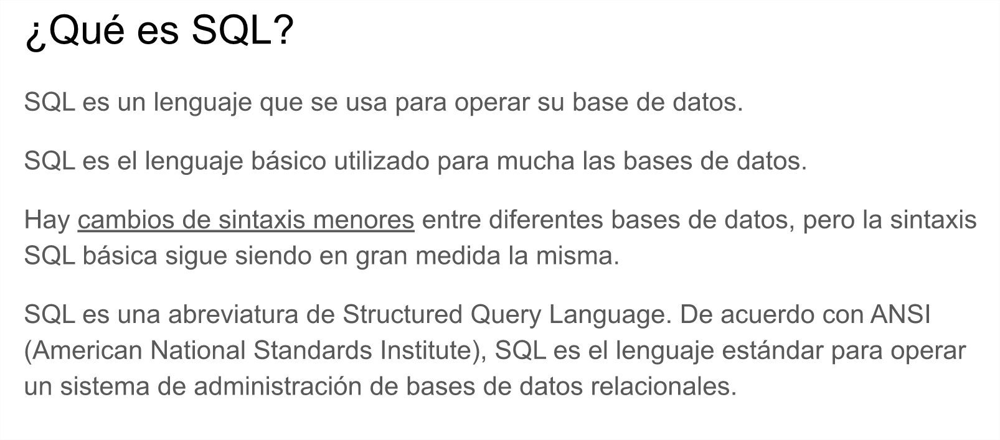 ¿Qué es SQL?
SQL es un lenguaje que se usa para operar su base de datos.
SQL es el lenguaje básico utilizado para mucha las bases de datos.
Hay cambios de sintaxis menores entre diferentes bases de datos, pero la sintaxis
SQL básica sigue siendo en gran medida la misma.
SQL es una abreviatura de Structured Query Language. De acuerdo con ANSI
(American National Standards Institute), SQL es el lenguaje estándar para operar
un sistema de administración de bases de datos relacionales.